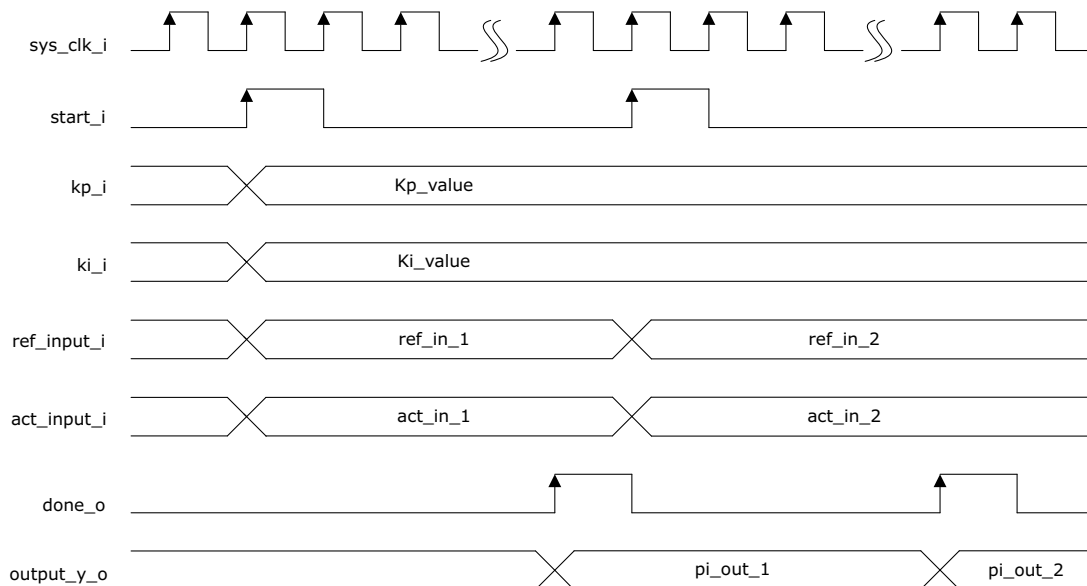 sys_clk_i
start_i
kp_i
Kp_value
ki_i
Ki_value
ref_input_i
ref_in_1
ref_in_2
act_input_i
act_in_1
act_in_2
done_o
output_y_o
pi_out_1
pi_out_2